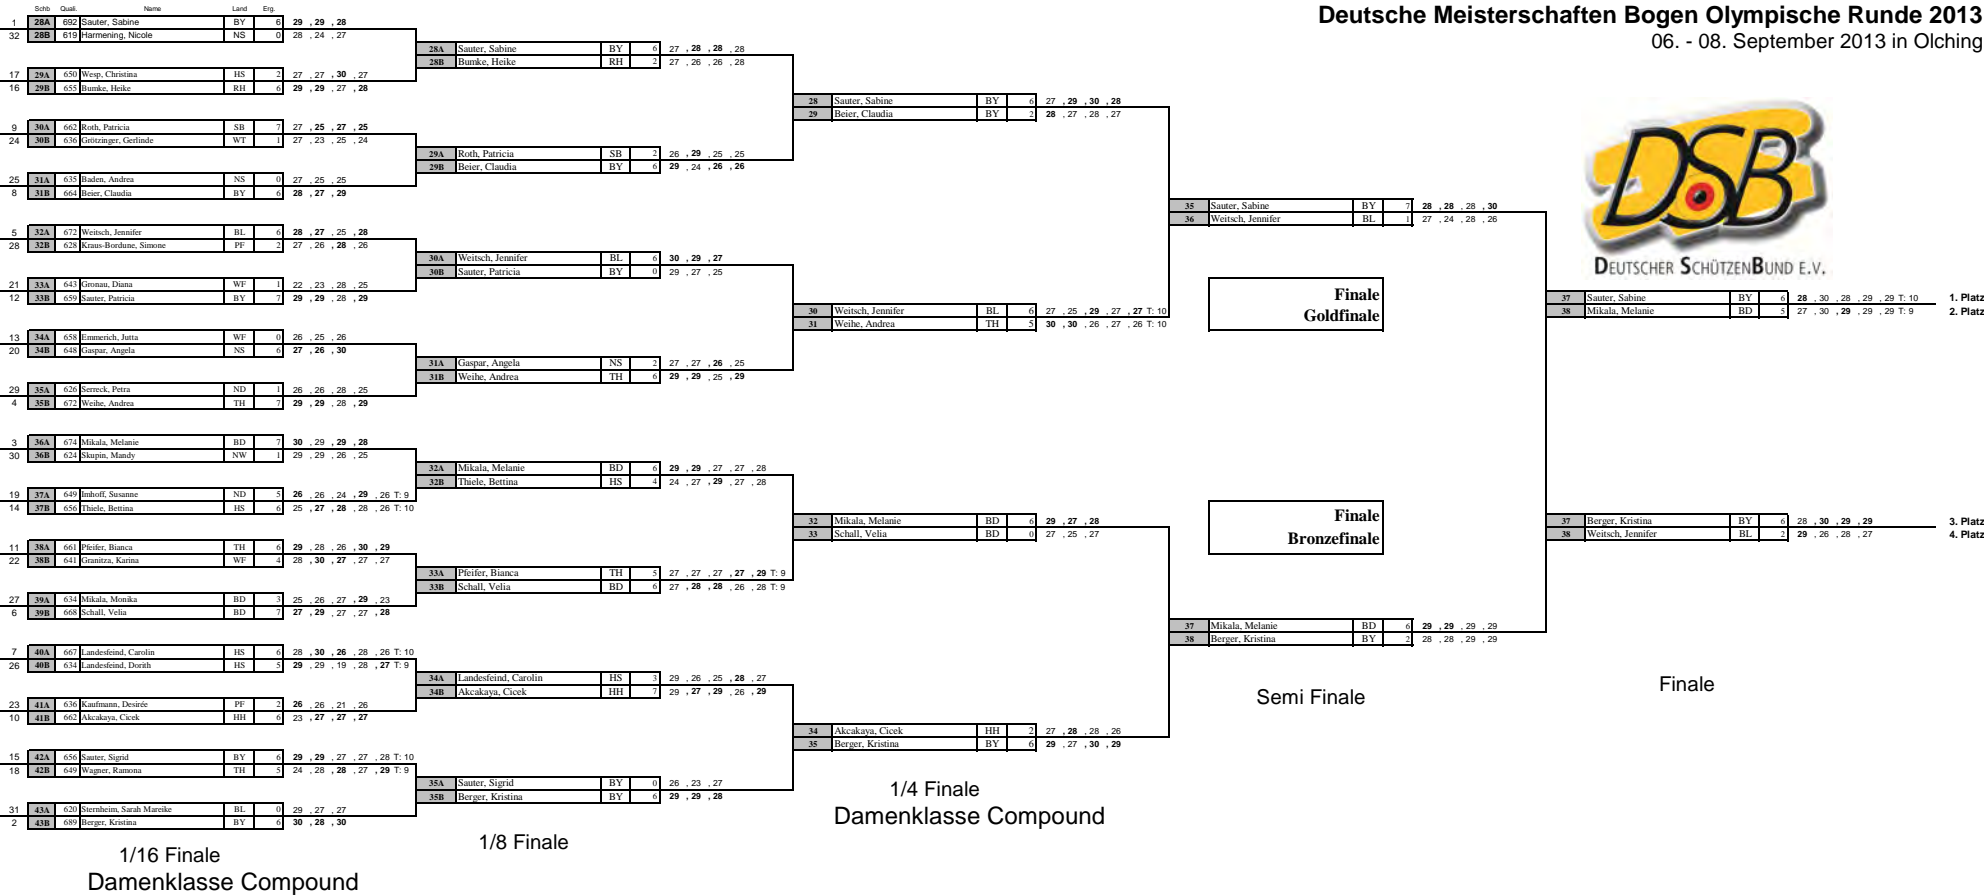 Deutsche Meisterschaften Bogen Olympische Runde 2013
06. - 08. September 2013 in Olching
DSB
DEUTSCHER SCHÜTZENBUND E.V.
Schb Quali. Name Land Erg.
1 28A 692 Sauter, Sabine BY 6 29 , 29 , 28
32 28B 619 Harmening, Nicole NS 0 28 , 24 , 27
17 29A 650 Wesp, Christina HS 2 27 , 27 , 30 , 27
16 29B 655 Bumke, Heike RH 6 29 , 29 , 27 , 28
9 30A 662 Roth, Patricia SB 7 27 , 25 , 27 , 25
24 30B 636 Grötzinger, Gerlinde WT 1 27 , 23 , 25 , 24
25 31A 635 Baden, Andrea NS 0 27 , 25 , 25
8 31B 664 Beier, Claudia BY 6 28 , 27 , 29
5 32A 672 Weitsch, Jennifer BL 6 28 , 27 , 25 , 28
28 32B 628 Kraus-Bordune, Simone PF 2 27 , 26 , 28 , 26
21 33A 643 Gronau, Diana WF 1 22 , 23 , 28 , 25
12 33B 659 Sauter, Patricia BY 7 29 , 29 , 28 , 29
13 34A 658 Emmerich, Jutta WF 0 26 , 25 , 26
20 34B 648 Gaspar, Angela NS 6 27 , 26 , 30
29 35A 626 Serreck, Petra ND 1 26 , 26 , 28 , 25
4 35B 672 Weihe, Andrea TH 7 29 , 29 , 28 , 29
3 36A 674 Mikala, Melanie BD 7 30 , 29 , 29 , 28
30 36B 624 Skupin, Mandy NW 1 29 , 29 , 26 , 25
19 37A 649 Imhoff, Susanne ND 5 26 , 26 , 24 , 29 , 26 T: 9
14 37B 656 Thiele, Bettina HS 6 25 , 27 , 28 , 28 , 26 T: 10
11 38A 661 Pfeifer, Bianca TH 6 29 , 28 , 26 , 30 , 29
22 38B 641 Granitza, Karina WF 4 28 , 30 , 27 , 27 , 27
27 39A 634 Mikala, Monika BD 3 25 , 26 , 27 , 29 , 23
6 39B 668 Schall, Velia BD 7 27 , 29 , 27 , 27 , 28
7 40A 667 Landesfeind, Carolin HS 6 28 , 30 , 26 , 28 , 26 T: 10
26 40B 634 Landesfeind, Dorith HS 5 29 , 29 , 19 , 28 , 27 T: 9
23 41A 636 Kaufmann, Desirée PF 2 26 , 26 , 21 , 26
10 41B 662 Akcakaya, Cicek HH 6 23 , 27 , 27 , 27
15 42A 656 Sauter, Sigrid BY 6 29 , 29 , 27 , 27 , 28 T: 10
18 42B 649 Wagner, Ramona TH 5 24 , 28 , 28 , 27 , 29 T: 9
31 43A 620 Sternheim, Sarah Mareike BL 0 29 , 27 , 27
2 43B 689 Berger, Kristina BY 6 30 , 28 , 30
1/16 Finale
Damenklasse Compound
28A Sauter, Sabine BY 6 27 , 28 , 28 , 28
28B Bumke, Heike RH 2 27 , 26 , 26 , 28
29A Roth, Patricia SB 2 26 , 29 , 25 , 25
29B Beier, Claudia BY 6 29 , 24 , 26 , 26
30A Weitsch, Jennifer BL 6 30 , 29 , 27
30B Sauter, Patricia BY 0 29 , 27 , 25
31A Gaspar, Angela NS 2 27 , 27 , 26 , 25
31B Weihe, Andrea TH 6 29 , 29 , 25 , 29
32A Mikala, Melanie BD 6 29 , 29 , 27 , 27 , 28
32B Thiele, Bettina HS 4 24 , 27 , 29 , 27 , 28
33A Pfeifer, Bianca TH 5 27 , 27 , 27 , 27 , 29 T: 9
33B Schall, Velia BD 6 27 , 28 , 28 , 26 , 28 T: 9
34A Landesfeind, Carolin HS 3 29 , 26 , 25 , 28 , 27
34B Akcakaya, Cicek HH 7 29 , 27 , 29 , 26 , 29
35A Sauter, Sigrid BY 0 26 , 23 , 27
35B Berger, Kristina BY 6 29 , 29 , 28
1/8 Finale
28 Sauter, Sabine BY 6 27 , 29 , 30 , 28
29 Beier, Claudia BY 2 28 , 27 , 28 , 27
30 Weitsch, Jennifer BL 6 27 , 25 , 29 , 27 , 27 T: 10
31 Weihe, Andrea TH 5 30 , 30 , 26 , 27 , 26 T: 10
32 Mikala, Melanie BD 6 29 , 27 , 28
33 Schall, Velia BD 0 27 , 25 , 27
34 Akcakaya, Cicek HH 2 27 , 28 , 28 , 26
35 Berger, Kristina BY 6 29 , 27 , 30 , 29
1/4 Finale
Damenklasse Compound
35 Sauter, Sabine BY 7 28 , 28 , 28 , 30
36 Weitsch, Jennifer BL 1 27 , 24 , 28 , 26
Finale
Goldfinale
Finale
Bronzefinale
37 Mikala, Melanie BD 6 29 , 29 , 29 , 29
38 Berger, Kristina BY 2 28 , 28 , 29 , 29
Semi Finale
37 Sauter, Sabine BY 6 28 , 30 , 28 , 29 , 29 T: 10 1. Platz
38 Mikala, Melanie BD 5 27 , 30 , 29 , 29 , 29 T: 9 2. Platz
37 Berger, Kristina BY 6 28 , 30 , 29 , 29 3. Platz
38 Weitsch, Jennifer BL 2 29 , 26 , 28 , 27 4. Platz
Finale